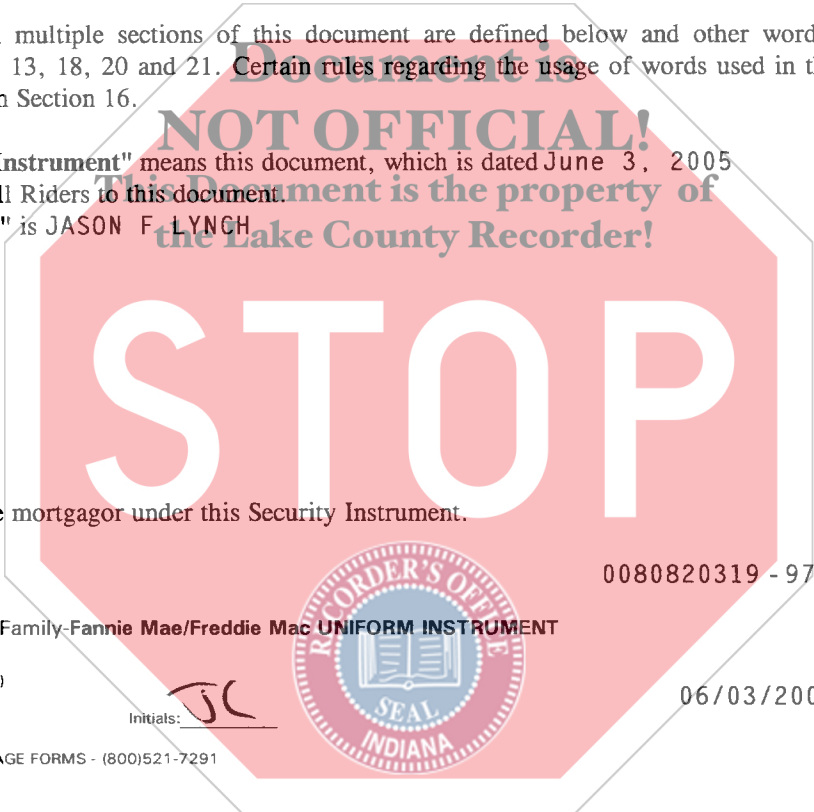 multiple sections of this document are defined below and other word
13, 18, 20 and 21. Certain rules regarding the usage of words used in t
Section 16.
Document is
NOT OFFICIAL!
This Document is the property of
the Lake County Recorder!
Instrument" means this document, which is dated June 3, 2005
ll Riders to this document.
" is JASON F LYNCH
STOP
mortgagor under this Security Instrument.
0080820319 - 97
Family-Fannie Mae/Freddie Mac UNIFORM INSTRUMENT
RECORDER'S OFFICE
SEAL
INDIANA
Initials:
06/03/200
AGE FORMS - (800)521-7291